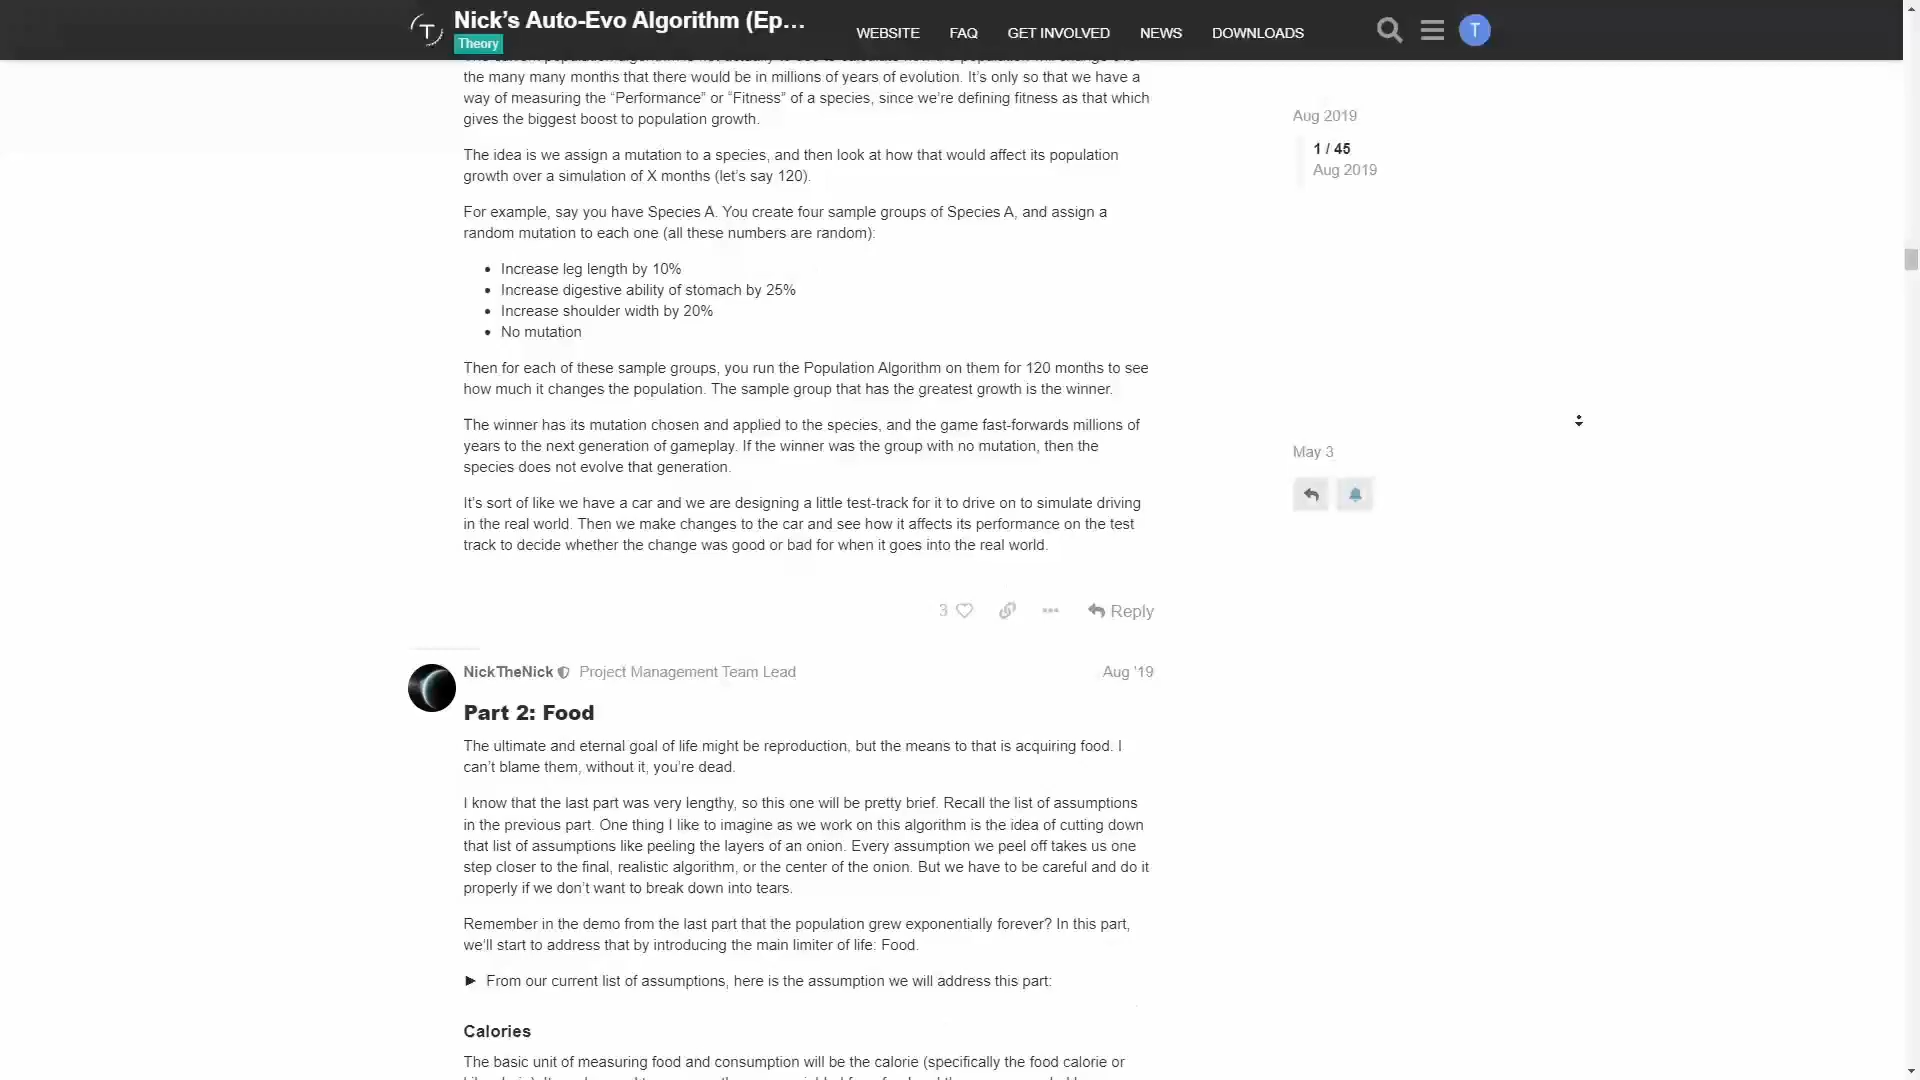 Nick’s Auto-Evo Algorithm (Ep...
Theory
WEBSITE FAQ GET INVOLVED NEWS DOWNLOADS
T
the many many months that there would be in millions of years of evolution. It’s only so that we have a
way of measuring the “Performance” or “Fitness” of a species, since we’re defining fitness as that which
gives the biggest boost to population growth.
The idea is we assign a mutation to a species, and then look at how that would affect its population
growth over a simulation of X months (let’s say 120).
For example, say you have Species A. You create four sample groups of Species A, and assign a
random mutation to each one (all these numbers are random):
• Increase leg length by 10%
• Increase digestive ability of stomach by 25%
• Increase shoulder width by 20%
• No mutation
Then for each of these sample groups, you run the Population Algorithm on them for 120 months to see
how much it changes the population. The sample group that has the greatest growth is the winner.
The winner has its mutation chosen and applied to the species, and the game fast-forwards millions of
years to the next generation of gameplay. If the winner was the group with no mutation, then the
species does not evolve that generation.
It’s sort of like we have a car and we are designing a little test-track for it to drive on to simulate driving
in the real world. Then we make changes to the car and see how it affects its performance on the test
track to decide whether the change was good or bad for when it goes into the real world.
3 Reply
NickTheNick Project Management Team Lead Aug ’19
Part 2: Food
The ultimate and eternal goal of life might be reproduction, but the means to that is acquiring food. I
can’t blame them, without it, you’re dead.
I know that the last part was very lengthy, so this one will be pretty brief. Recall the list of assumptions
in the previous part. One thing I like to imagine as we work on this algorithm is the idea of cutting down
that list of assumptions like peeling the layers of an onion. Every assumption we peel off takes us one
step closer to the final, realistic algorithm, or the center of the onion. But we have to be careful and do it
properly if we don’t want to break down into tears.
Remember in the demo from the last part that the population grew exponentially forever? In this part,
we’ll start to address that by introducing the main limiter of life: Food.
► From our current list of assumptions, here is the assumption we will address this part:
Calories
The basic unit of measuring food and consumption will be the calorie (specifically the food calorie or
Aug 2019
1 / 45
Aug 2019
May 3